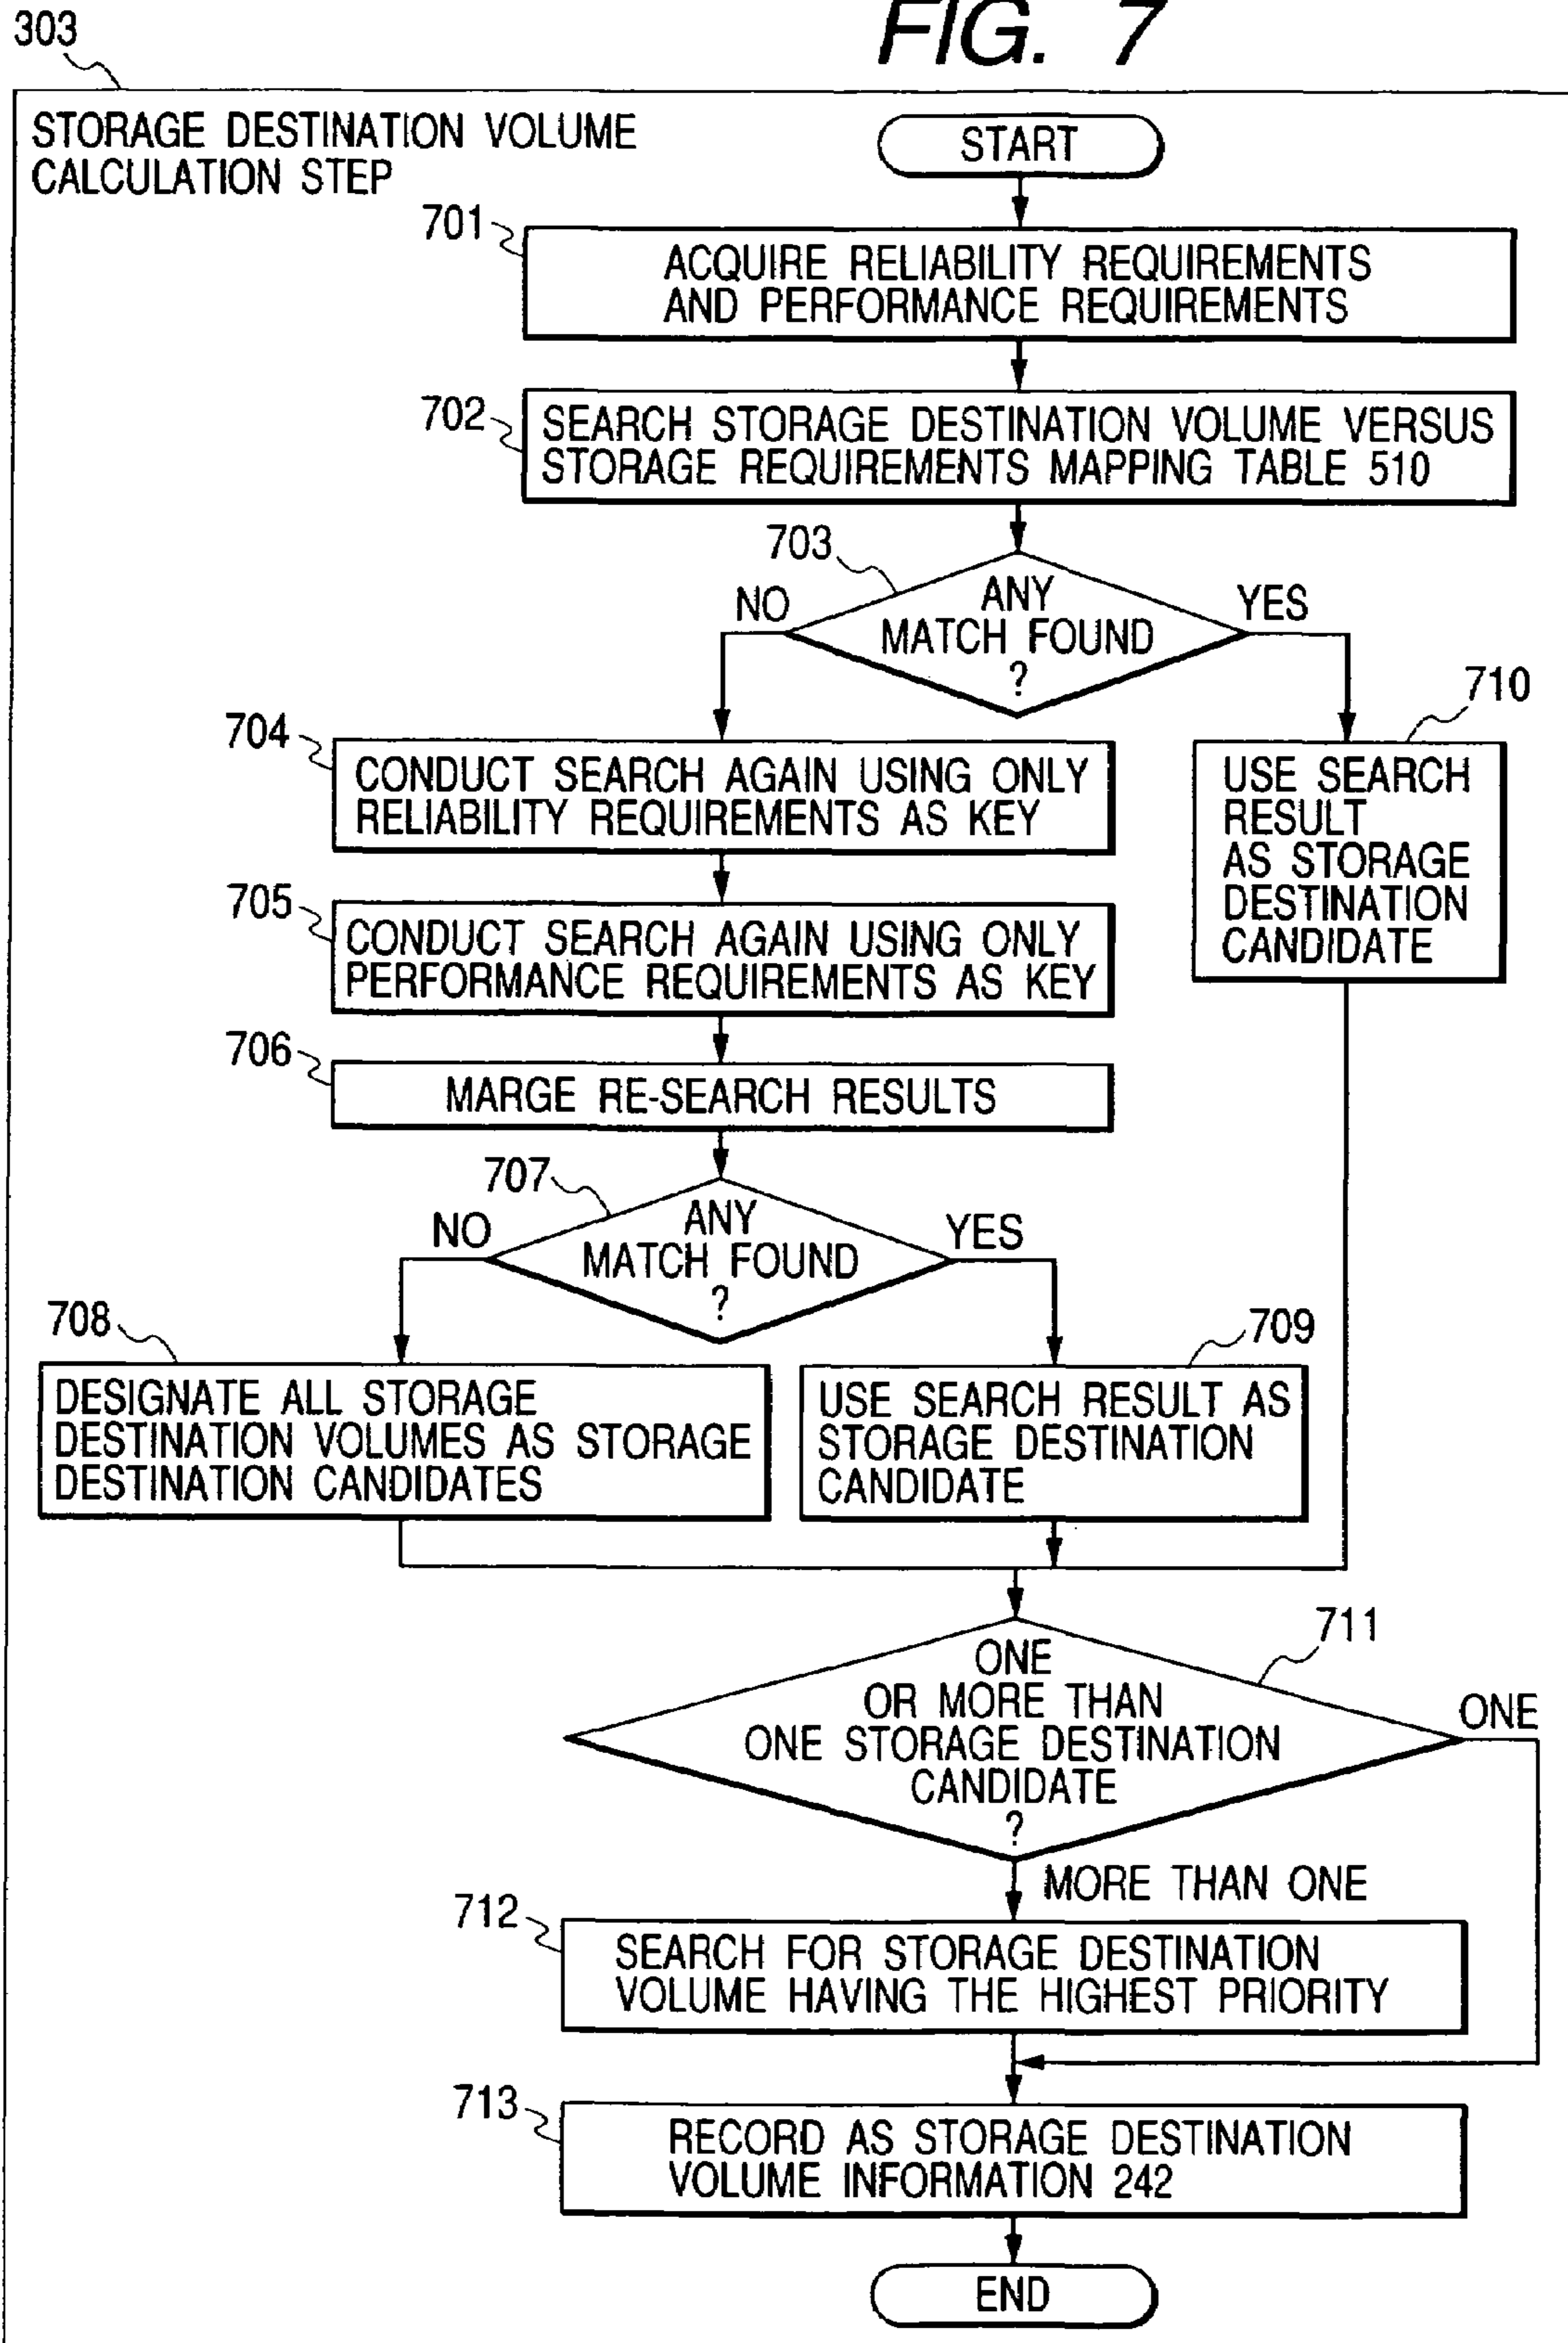 FIG. 7
303
STORAGE DESTINATION VOLUME
CALCULATION STEP
START
701
ACQUIRE RELIABILITY REQUIREMENTS
AND PERFORMANCE REQUIREMENTS
702
SEARCH STORAGE DESTINATION VOLUME VERSUS
STORAGE REQUIREMENTS MAPPING TABLE 510
703
ANY
MATCH FOUND
?
NO
YES
704
CONDUCT SEARCH AGAIN USING ONLY
RELIABILITY REQUIREMENTS AS KEY
710
USE SEARCH
RESULT
AS STORAGE
DESTINATION
CANDIDATE
705
CONDUCT SEARCH AGAIN USING ONLY
PERFORMANCE REQUIREMENTS AS KEY
706
MARGE RE-SEARCH RESULTS
707
ANY
MATCH FOUND
?
NO
YES
708
DESIGNATE ALL STORAGE
DESTINATION VOLUMES AS STORAGE
DESTINATION CANDIDATES
709
USE SEARCH RESULT AS
STORAGE DESTINATION
CANDIDATE
711
ONE
OR MORE THAN
ONE STORAGE DESTINATION
CANDIDATE
?
ONE
MORE THAN ONE
712
SEARCH FOR STORAGE DESTINATION
VOLUME HAVING THE HIGHEST PRIORITY
713
RECORD AS STORAGE DESTINATION
VOLUME INFORMATION 242
END